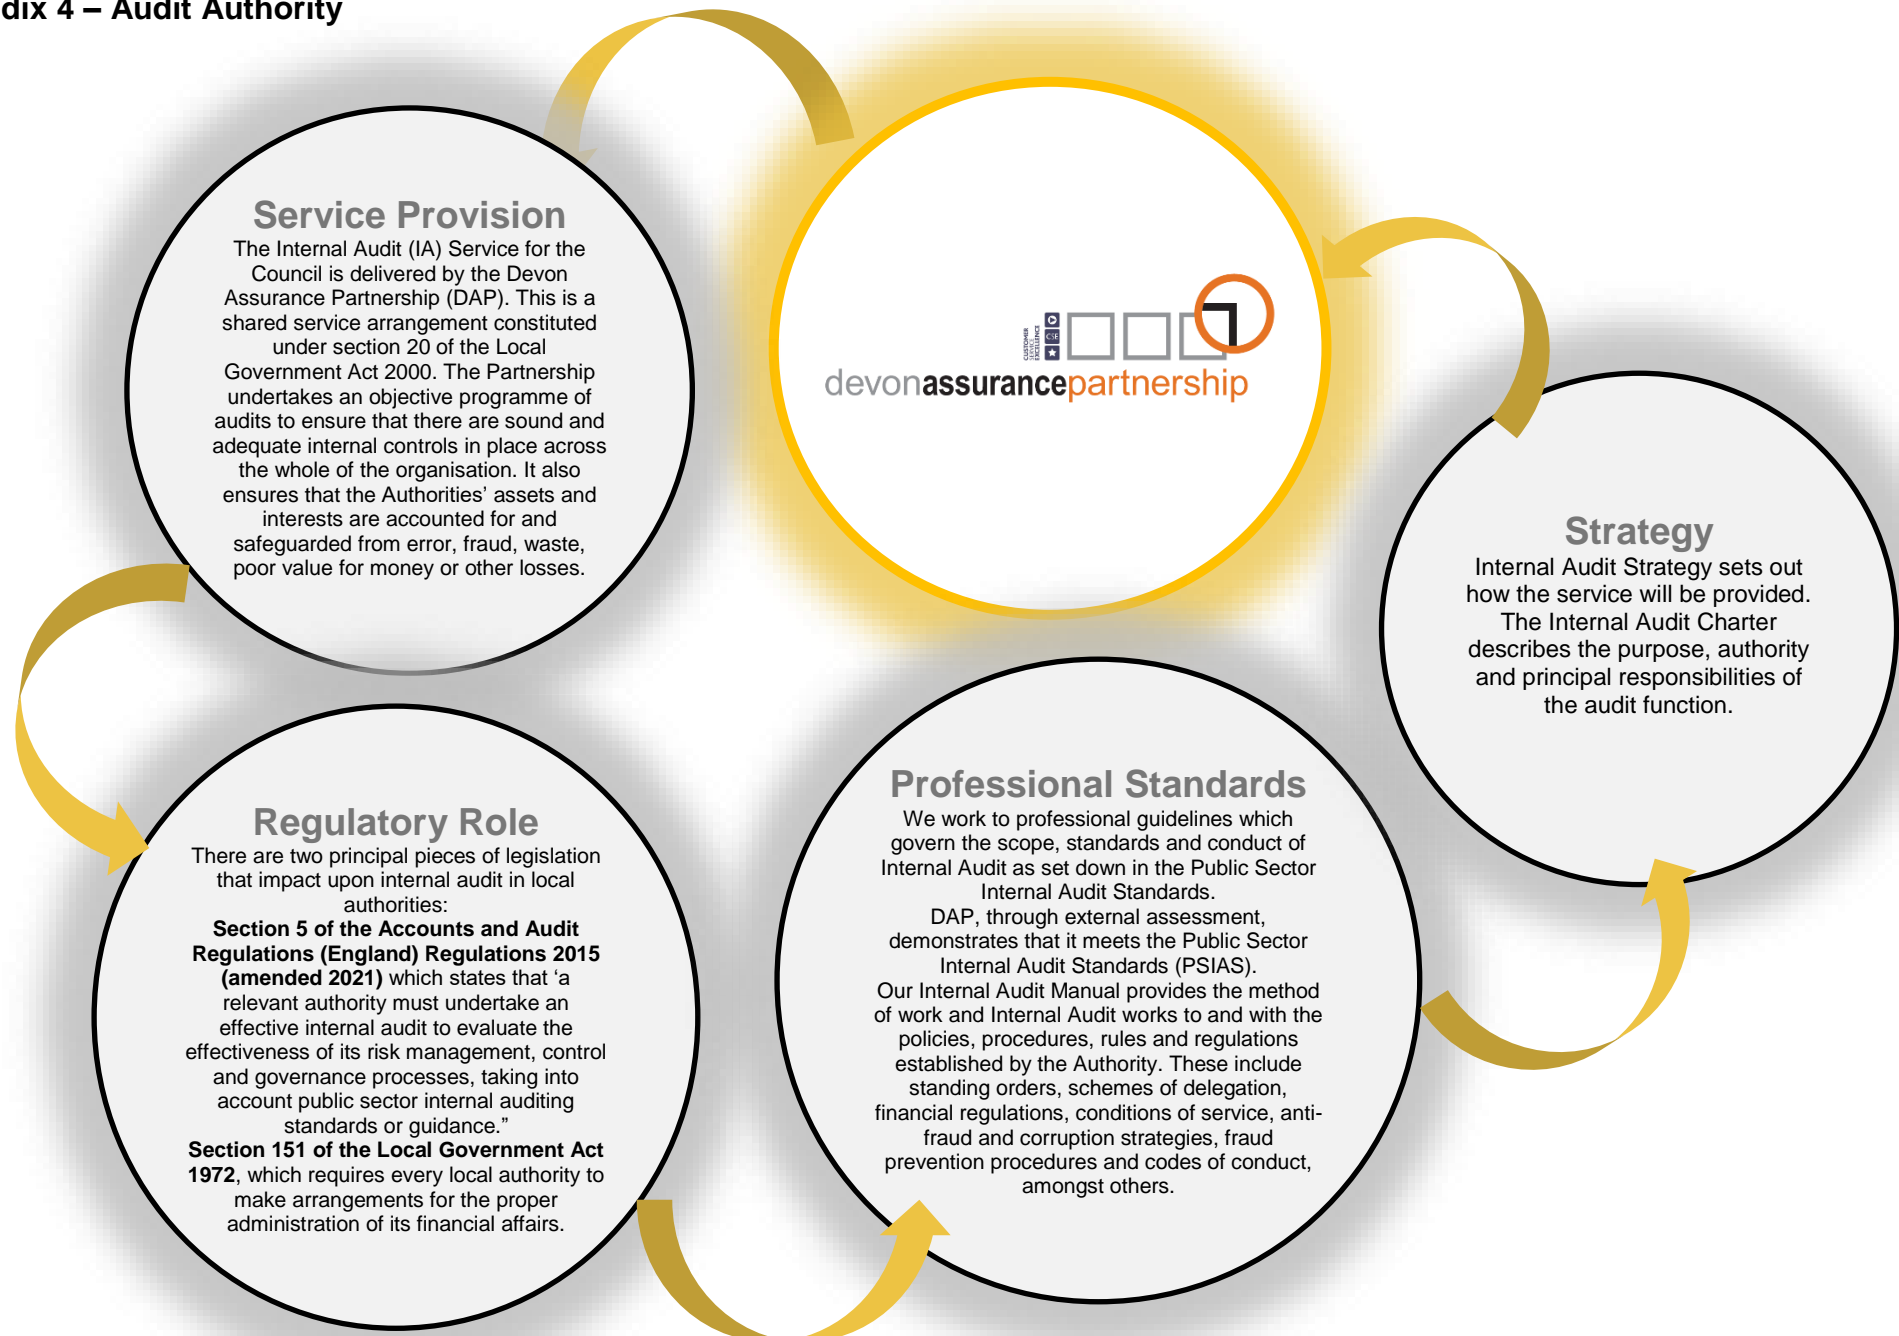 dix 4 – Audit Authority
Service Provision
The Internal Audit (IA) Service for the
Council is delivered by the Devon
Assurance Partnership (DAP). This is a
shared service arrangement constituted
under section 20 of the Local
Government Act 2000. The Partnership
undertakes an objective programme of
audits to ensure that there are sound and
adequate internal controls in place across
the whole of the organisation. It also
ensures that the Authorities’ assets and
interests are accounted for and
safeguarded from error, fraud, waste,
poor value for money or other losses.
CUSTOMER
SERVICE
EXCELLENCE
CSE
devonassurancepartnership
Regulatory Role
There are two principal pieces of legislation
that impact upon internal audit in local
authorities:
Section 5 of the Accounts and Audit
Regulations (England) Regulations 2015
(amended 2021) which states that ‘a
relevant authority must undertake an
effective internal audit to evaluate the
effectiveness of its risk management, control
and governance processes, taking into
account public sector internal auditing
standards or guidance.”
Section 151 of the Local Government Act
1972, which requires every local authority to
make arrangements for the proper
administration of its financial affairs.
Professional Standards
We work to professional guidelines which
govern the scope, standards and conduct of
Internal Audit as set down in the Public Sector
Internal Audit Standards.
DAP, through external assessment,
demonstrates that it meets the Public Sector
Internal Audit Standards (PSIAS).
Our Internal Audit Manual provides the method
of work and Internal Audit works to and with the
policies, procedures, rules and regulations
established by the Authority. These include
standing orders, schemes of delegation,
financial regulations, conditions of service, anti-
fraud and corruption strategies, fraud
prevention procedures and codes of conduct,
amongst others.
Strategy
Internal Audit Strategy sets out
how the service will be provided.
The Internal Audit Charter
describes the purpose, authority
and principal responsibilities of
the audit function.